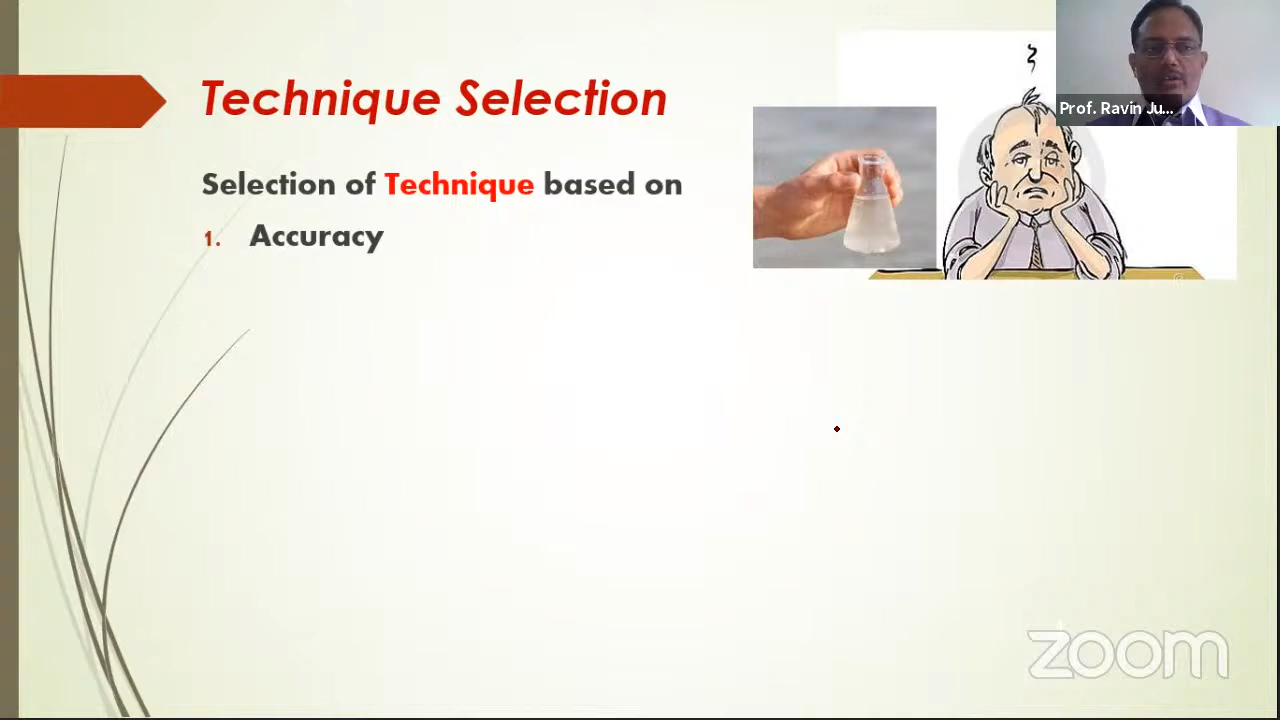 Technique Selection
Prof. Ravin Ju...
Selection of Technique based on
1. Accuracy
zoom